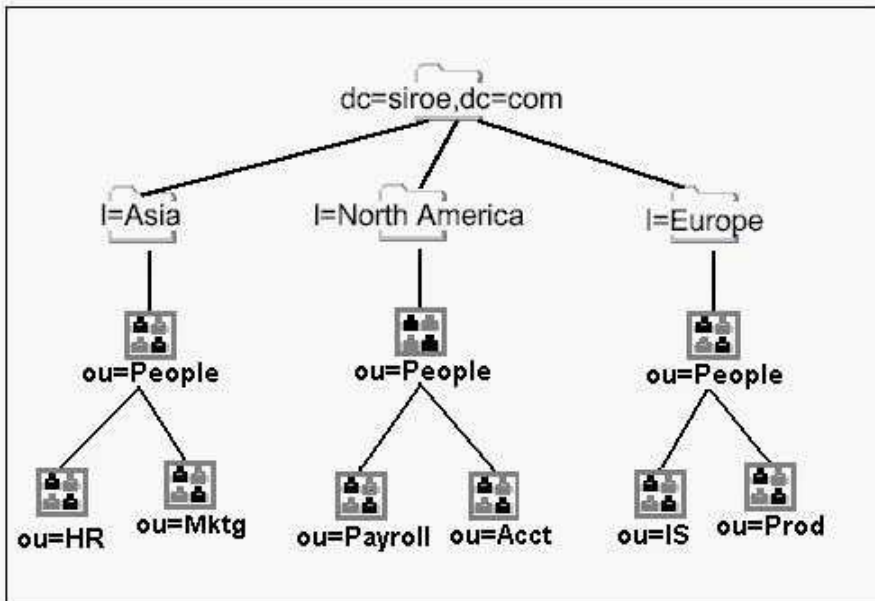 dc=siroe,dc=com
l=Asia
l=North America
l=Europe
ou=People
ou=People
ou=People
ou=HR
ou=Mktg
ou=Payroll
ou=Acct
ou=IS
ou=Prod